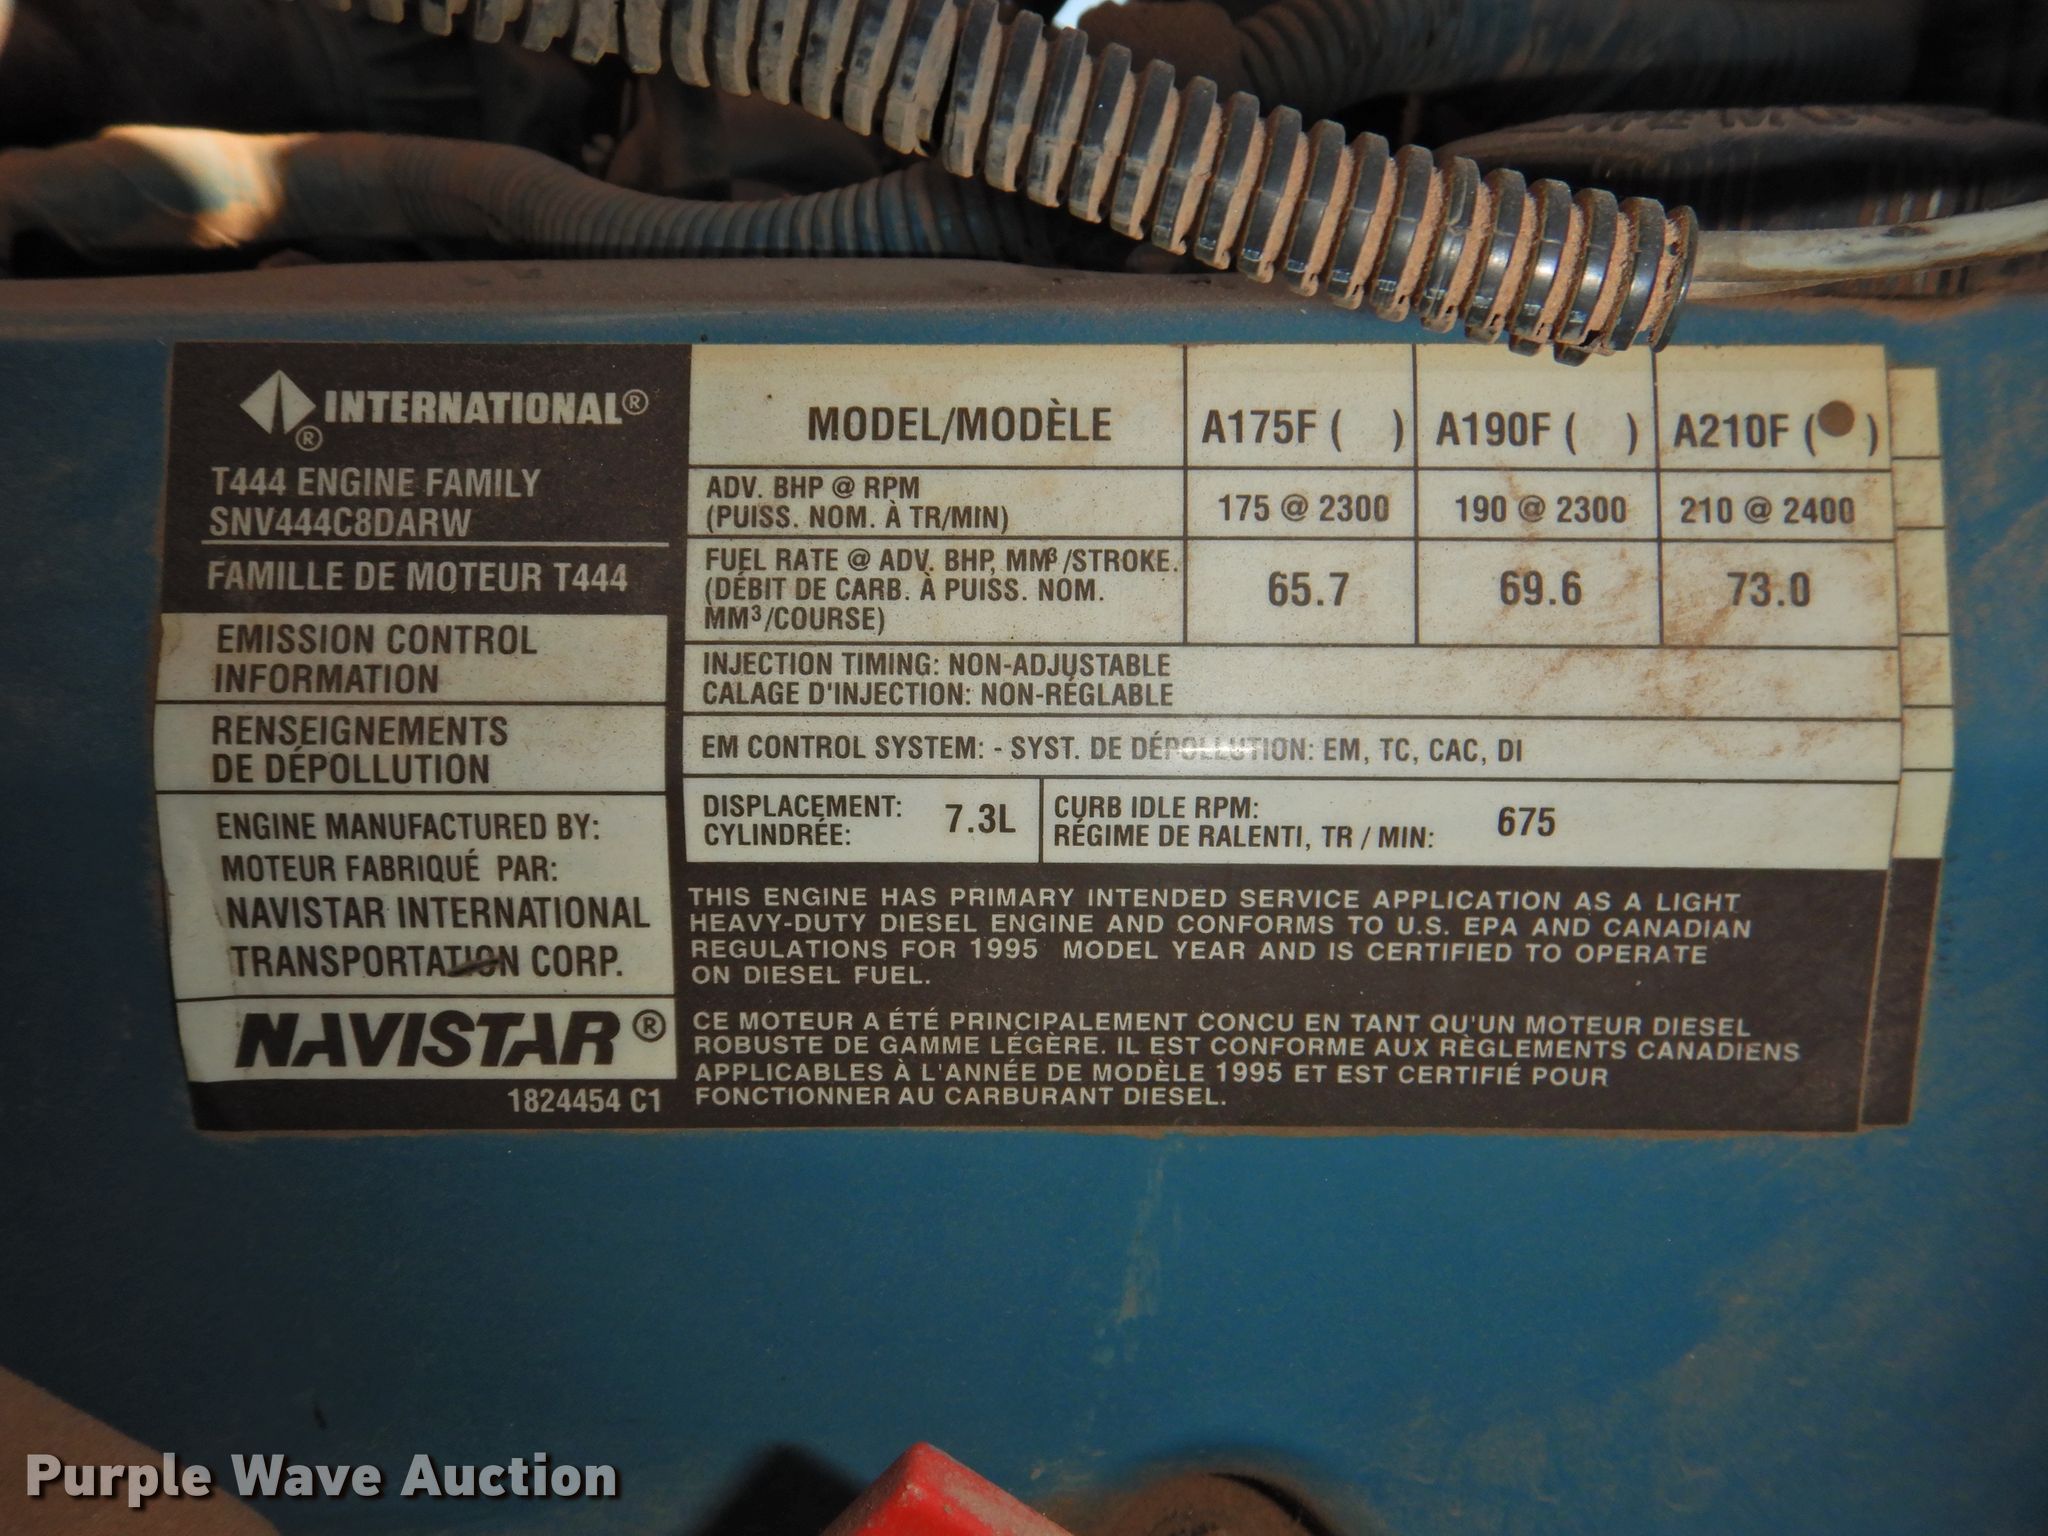 INTERNATIONAL®
®
T444 ENGINE FAMILY
SNV444C8DARW
FAMILLE DE MOTEUR T444
EMISSION CONTROL
INFORMATION
RENSEIGNEMENTS
DE DÉPOLLUTION
ENGINE MANUFACTURED BY:
MOTEUR FABRIQUÉ PAR:
NAVISTAR INTERNATIONAL
TRANSPORTATION CORP.
NAVISTAR®
1824454 C1
MODEL/MODÈLE A175F ( ) A190F ( ) A210F ( )
ADV. BHP @ RPM
(PUISS. NOM. À TR/MIN) 175 @ 2300 190 @ 2300 210 @ 2400
FUEL RATE @ ADV. BHP, MM³/STROKE.
(DÉBIT DE CARB. À PUISS. NOM. 65.7 69.6 73.0
MM³/COURSE)
INJECTION TIMING: NON-ADJUSTABLE
CALAGE D'INJECTION: NON-RÉGLABLE
EM CONTROL SYSTEM: - SYST. DE DÉPOLLUTION: EM, TC, CAC, DI
DISPLACEMENT: 7.3L
CYLINDRÉE:
CURB IDLE RPM: 675
RÉGIME DE RALENTI, TR / MIN:
THIS ENGINE HAS PRIMARY INTENDED SERVICE APPLICATION AS A LIGHT
HEAVY-DUTY DIESEL ENGINE AND CONFORMS TO U.S. EPA AND CANADIAN
REGULATIONS FOR 1995 MODEL YEAR AND IS CERTIFIED TO OPERATE
ON DIESEL FUEL.
CE MOTEUR A ÉTÉ PRINCIPALEMENT CONCU EN TANT QU'UN MOTEUR DIESEL
ROBUSTE DE GAMME LÉGÈRE. IL EST CONFORME AUX RÈGLEMENTS CANADIENS
APPLICABLES À L'ANNÉE DE MODÈLE 1995 ET EST CERTIFIÉ POUR
FONCTIONNER AU CARBURANT DIESEL.
Purple Wave Auction